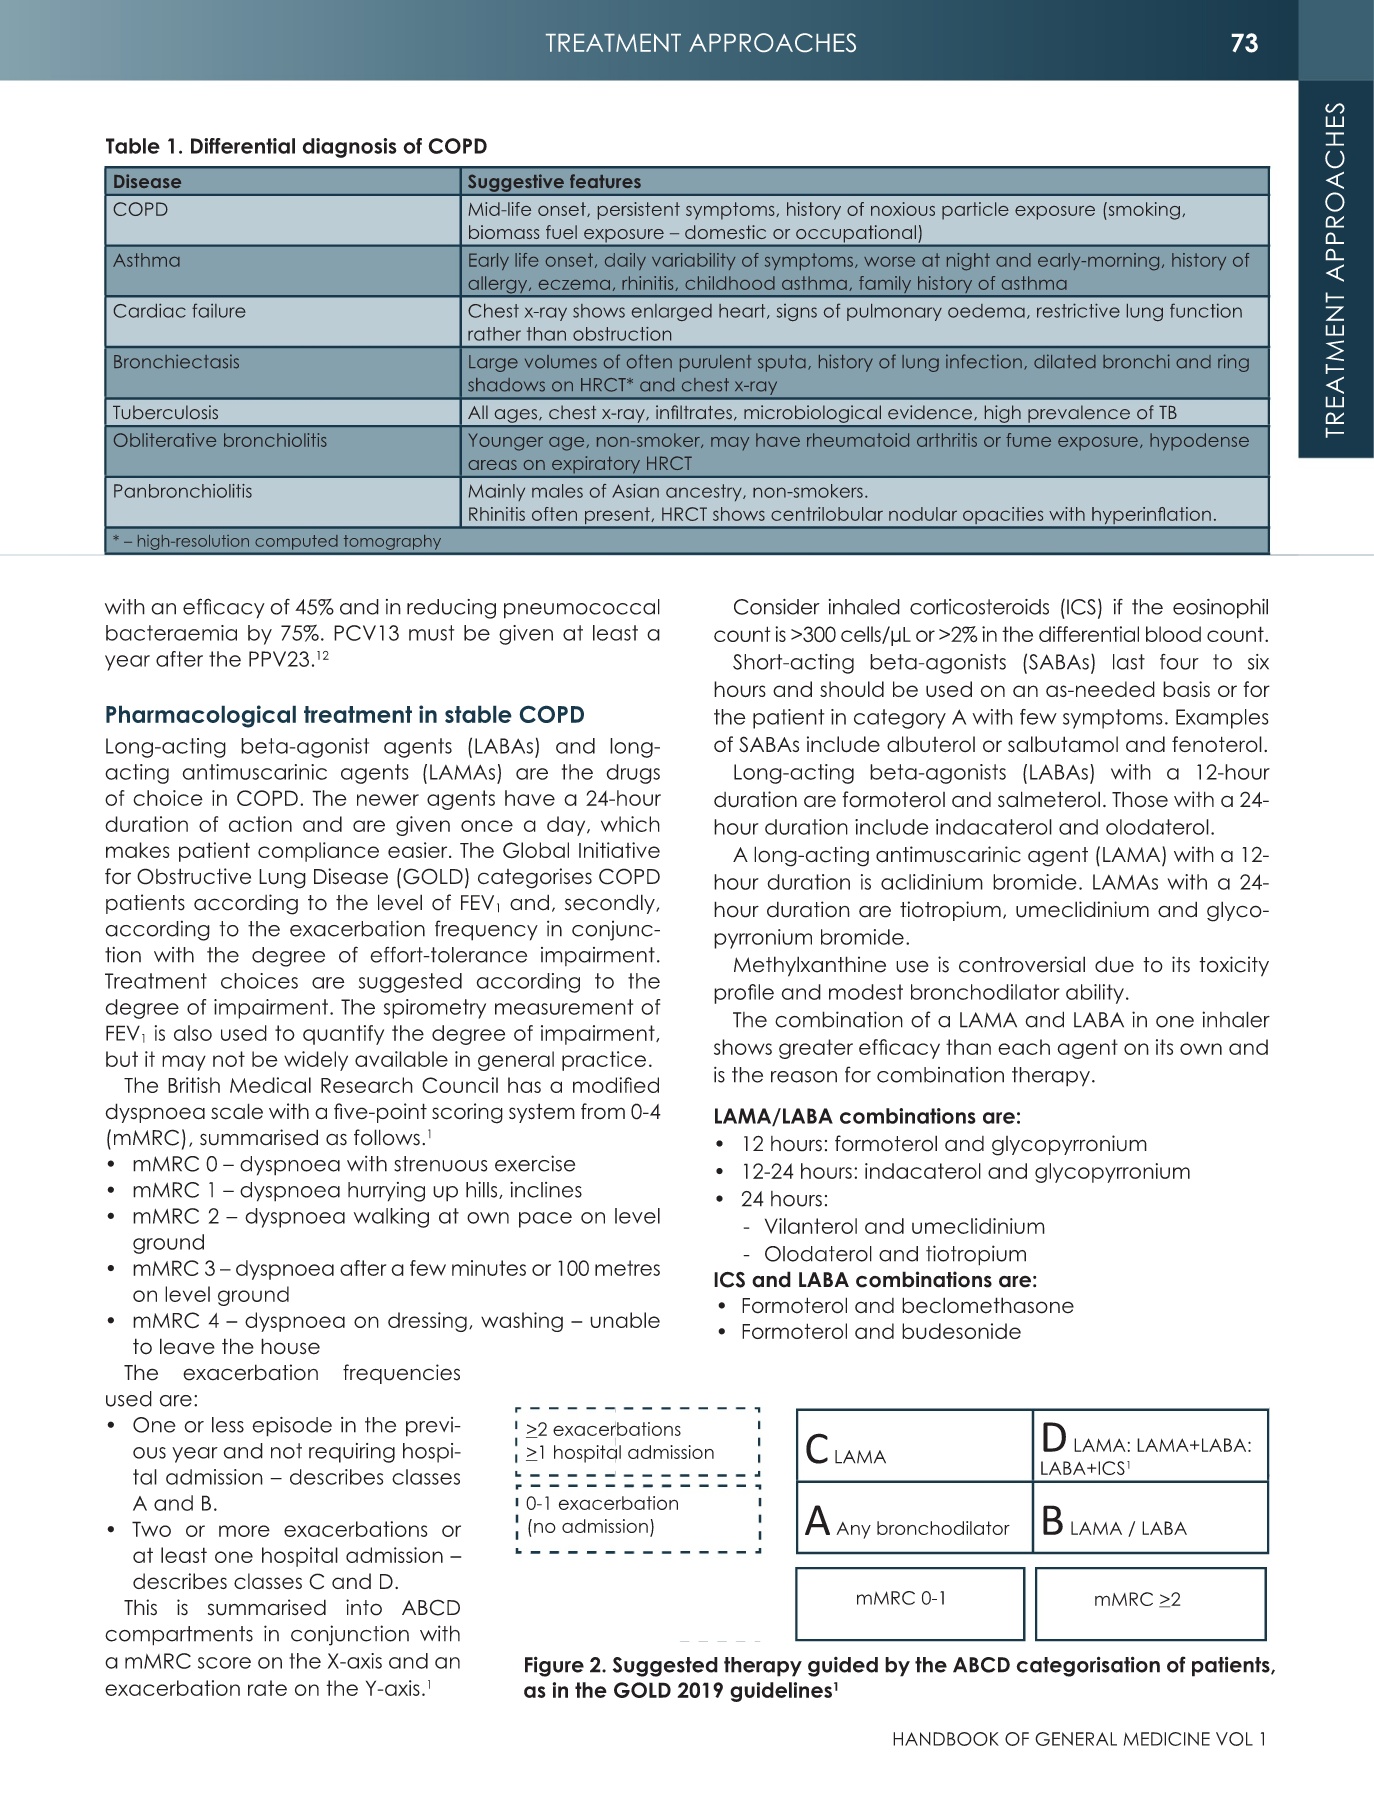 TREATMENT APPROACHES
73
TREATMENT APPROACHES
Table 1. Differential diagnosis of COPD
Disease
Suggestive features
COPD
Mid-life onset, persistent symptoms, history of noxious particle exposure (smoking,
biomass fuel exposure – domestic or occupational)
Asthma
Early life onset, daily variability of symptoms, worse at night and early-morning, history of
allergy, eczema, rhinitis, childhood asthma, family history of asthma
Cardiac failure
Chest x-ray shows enlarged heart, signs of pulmonary oedema, restrictive lung function
rather than obstruction
Bronchiectasis
Large volumes of often purulent sputa, history of lung infection, dilated bronchi and ring
shadows on HRCT* and chest x-ray
Tuberculosis
All ages, chest x-ray, infiltrates, microbiological evidence, high prevalence of TB
Obliterative bronchiolitis
Younger age, non-smoker, may have rheumatoid arthritis or fume exposure, hypodense
areas on expiratory HRCT
Panbronchiolitis
Mainly males of Asian ancestry, non-smokers.
Rhinitis often present, HRCT shows centrilobular nodular opacities with hyperinflation.
* – high-resolution computed tomography
with an efficacy of 45% and in reducing pneumococcal
bacteraemia by 75%. PCV13 must be given at least a
year after the PPV23.¹²
Pharmacological treatment in stable COPD
Long-acting beta-agonist agents (LABAs) and long-
acting antimuscarinic agents (LAMAs) are the drugs
of choice in COPD. The newer agents have a 24-hour
duration of action and are given once a day, which
makes patient compliance easier. The Global Initiative
for Obstructive Lung Disease (GOLD) categorises COPD
patients according to the level of FEV₁ and, secondly,
according to the exacerbation frequency in conjunc-
tion with the degree of effort-tolerance impairment.
Treatment choices are suggested according to the
degree of impairment. The spirometry measurement of
FEV₁ is also used to quantify the degree of impairment,
but it may not be widely available in general practice.
The British Medical Research Council has a modified
dyspnoea scale with a five-point scoring system from 0-4
(mMRC), summarised as follows.¹
• mMRC 0 – dyspnoea with strenuous exercise
• mMRC 1 – dyspnoea hurrying up hills, inclines
• mMRC 2 – dyspnoea walking at own pace on level
ground
• mMRC 3 – dyspnoea after a few minutes or 100 metres
on level ground
• mMRC 4 – dyspnoea on dressing, washing – unable
to leave the house
The exacerbation frequencies
used are:
• One or less episode in the previ-
ous year and not requiring hospi-
tal admission – describes classes
A and B.
• Two or more exacerbations or
at least one hospital admission –
describes classes C and D.
This is summarised into ABCD
compartments in conjunction with
a mMRC score on the X-axis and an
exacerbation rate on the Y-axis.¹
Consider inhaled corticosteroids (ICS) if the eosinophil
count is >300 cells/µL or >2% in the differential blood count.
Short-acting beta-agonists (SABAs) last four to six
hours and should be used on an as-needed basis or for
the patient in category A with few symptoms. Examples
of SABAs include albuterol or salbutamol and fenoterol.
Long-acting beta-agonists (LABAs) with a 12-hour
duration are formoterol and salmeterol. Those with a 24-
hour duration include indacaterol and olodaterol.
A long-acting antimuscarinic agent (LAMA) with a 12-
hour duration is aclidinium bromide. LAMAs with a 24-
hour duration are tiotropium, umeclidinium and glyco-
pyrronium bromide.
Methylxanthine use is controversial due to its toxicity
profile and modest bronchodilator ability.
The combination of a LAMA and LABA in one inhaler
shows greater efficacy than each agent on its own and
is the reason for combination therapy.
LAMA/LABA combinations are:
• 12 hours: formoterol and glycopyrronium
• 12-24 hours: indacaterol and glycopyrronium
• 24 hours:
- Vilanterol and umeclidinium
- Olodaterol and tiotropium
ICS and LABA combinations are:
• Formoterol and beclomethasone
• Formoterol and budesonide
≥2 exacerbations
≥1 hospital admission
C LAMA
D LAMA: LAMA+LABA:
LABA+ICS¹
0-1 exacerbation
(no admission)
A Any bronchodilator
B LAMA / LABA
mMRC 0-1
mMRC ≥2
Figure 2. Suggested therapy guided by the ABCD categorisation of patients,
as in the GOLD 2019 guidelines¹
HANDBOOK OF GENERAL MEDICINE VOL 1